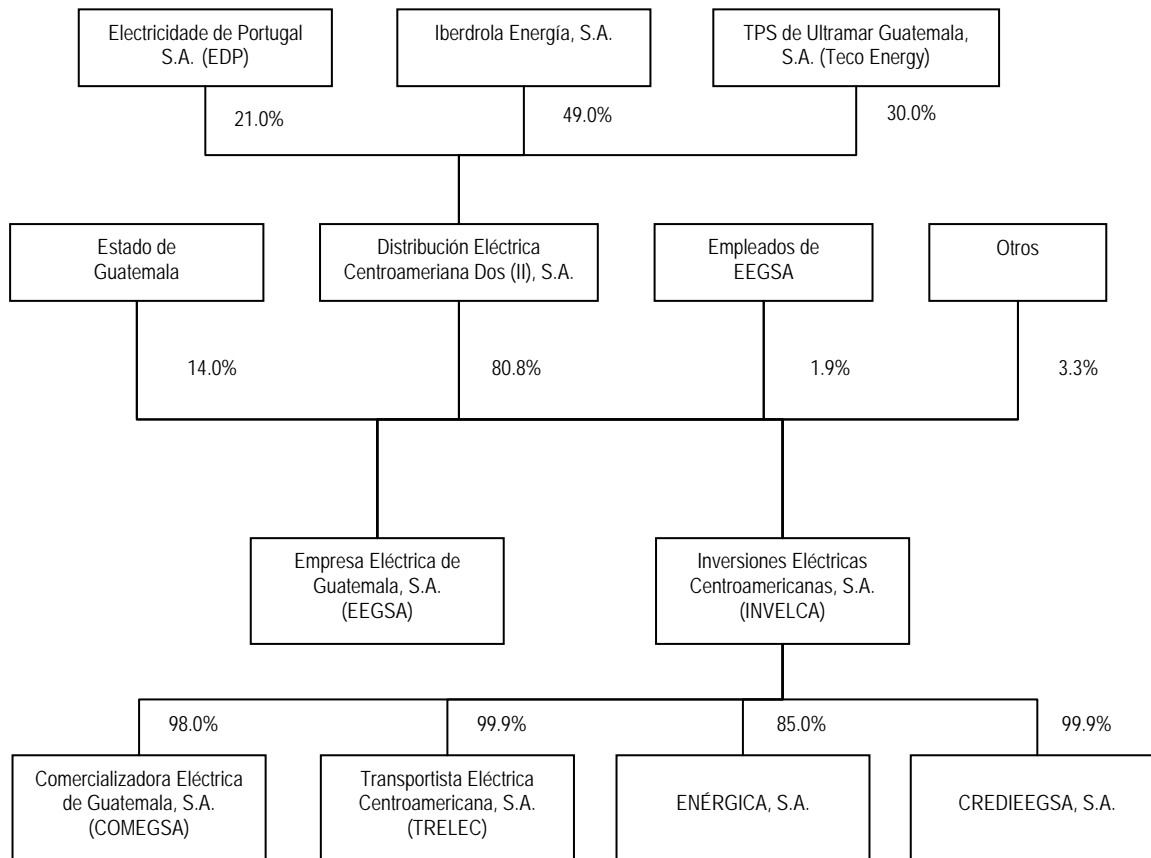 Electricidade de Portugal
S.A. (EDP)
Iberdrola Energía, S.A.
TPS de Ultramar Guatemala,
S.A. (Teco Energy)
21.0%
49.0%
30.0%
Estado de
Guatemala
Distribución Eléctrica
Centroameriana Dos (II), S.A.
Empleados de
EEGSA
Otros
14.0%
80.8%
1.9%
3.3%
Empresa Eléctrica de
Guatemala, S.A.
(EEGSA)
Inversiones Eléctricas
Centroamericanas, S.A.
(INVELCA)
98.0%
99.9%
85.0%
99.9%
Comercializadora Eléctrica
de Guatemala, S.A.
(COMEGSA)
Transportista Eléctrica
Centroamericana, S.A.
(TRELEC)
ENÉRGICA, S.A.
CREDIEEGSA, S.A.